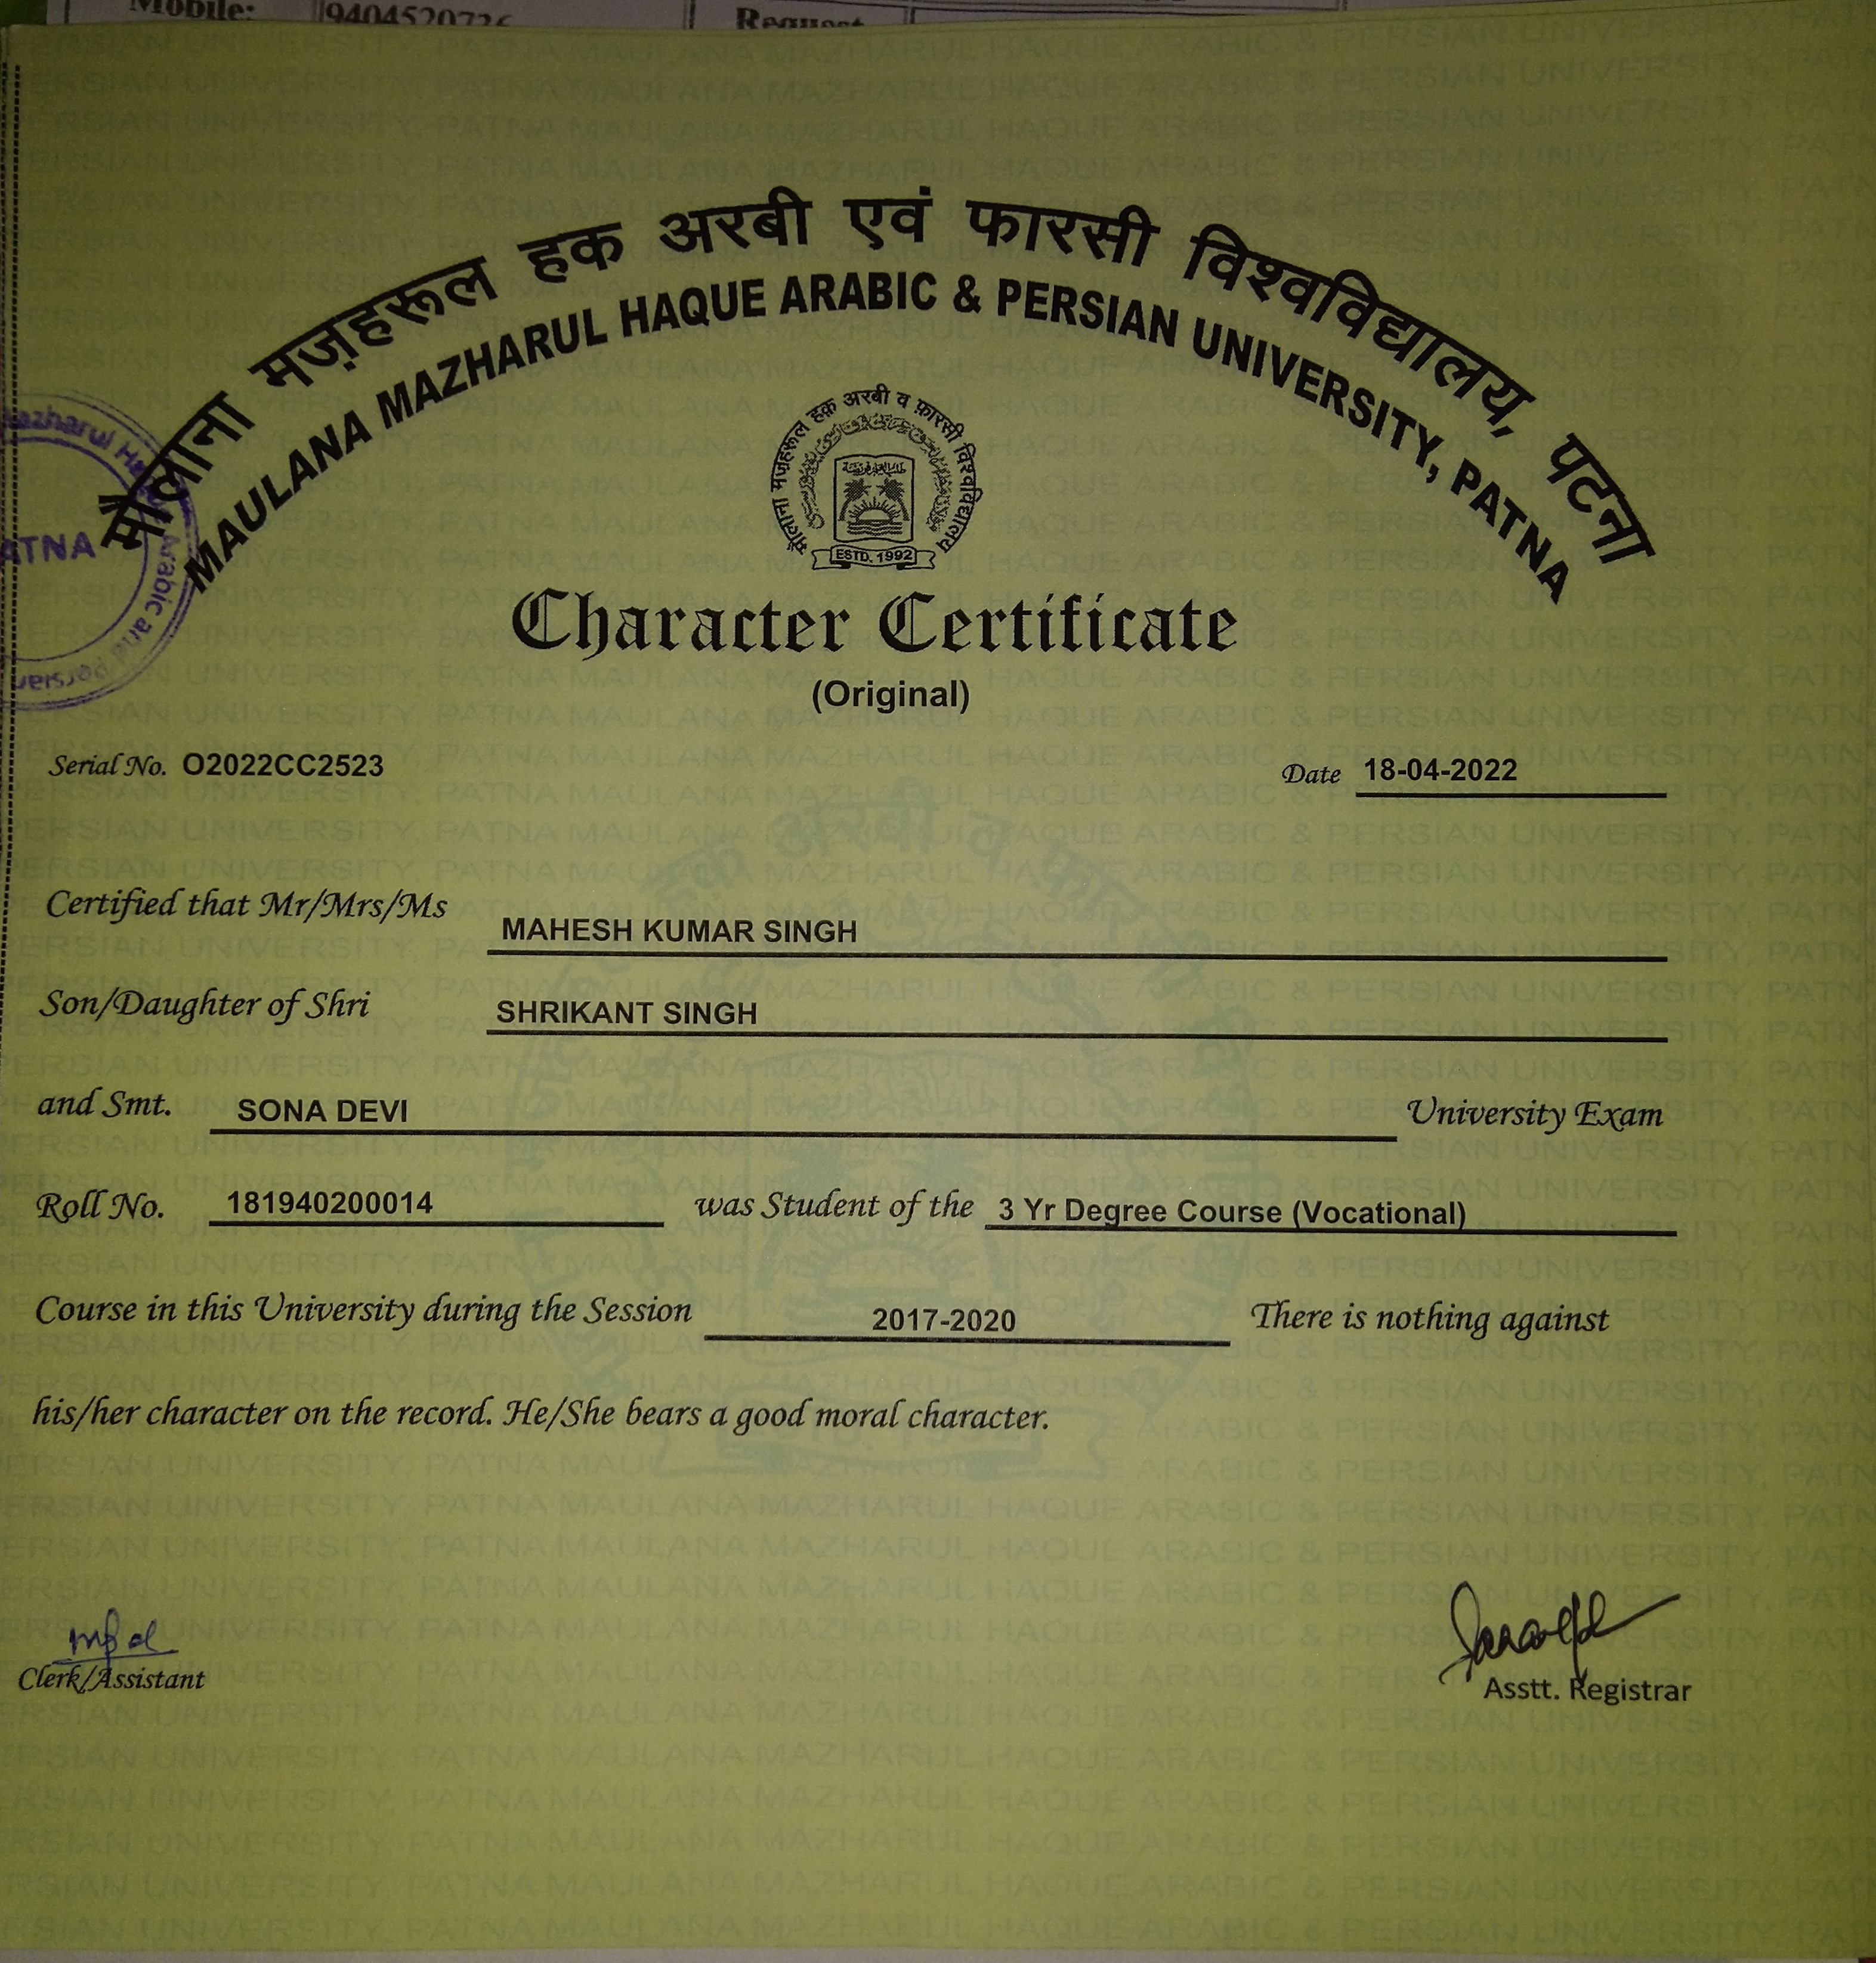 Mobile:
Request
मौलाना मज़हरूल हक अरबी एवं फारसी विश्वविद्यालय, पटना
MAULANA MAZHARUL HAQUE ARABIC & PERSIAN UNIVERSITY, PATNA
मौलाना मज़हरूल हक़ अरबी व फ़ारसी विश्वविद्यालय
ESTD. 1992
ATNA
Arabic and Persian
Character Certificate
(Original)
Serial No. O2022CC2523
Date 18-04-2022
Certified that Mr/Mrs/Ms MAHESH KUMAR SINGH
Son/Daughter of Shri SHRIKANT SINGH
and Smt. SONA DEVI University Exam
Roll No. 181940200014 was Student of the 3 Yr Degree Course (Vocational)
Course in this University during the Session 2017-2020 There is nothing against
his/her character on the record. He/She bears a good moral character.
Clerk/Assistant
Asstt. Registrar